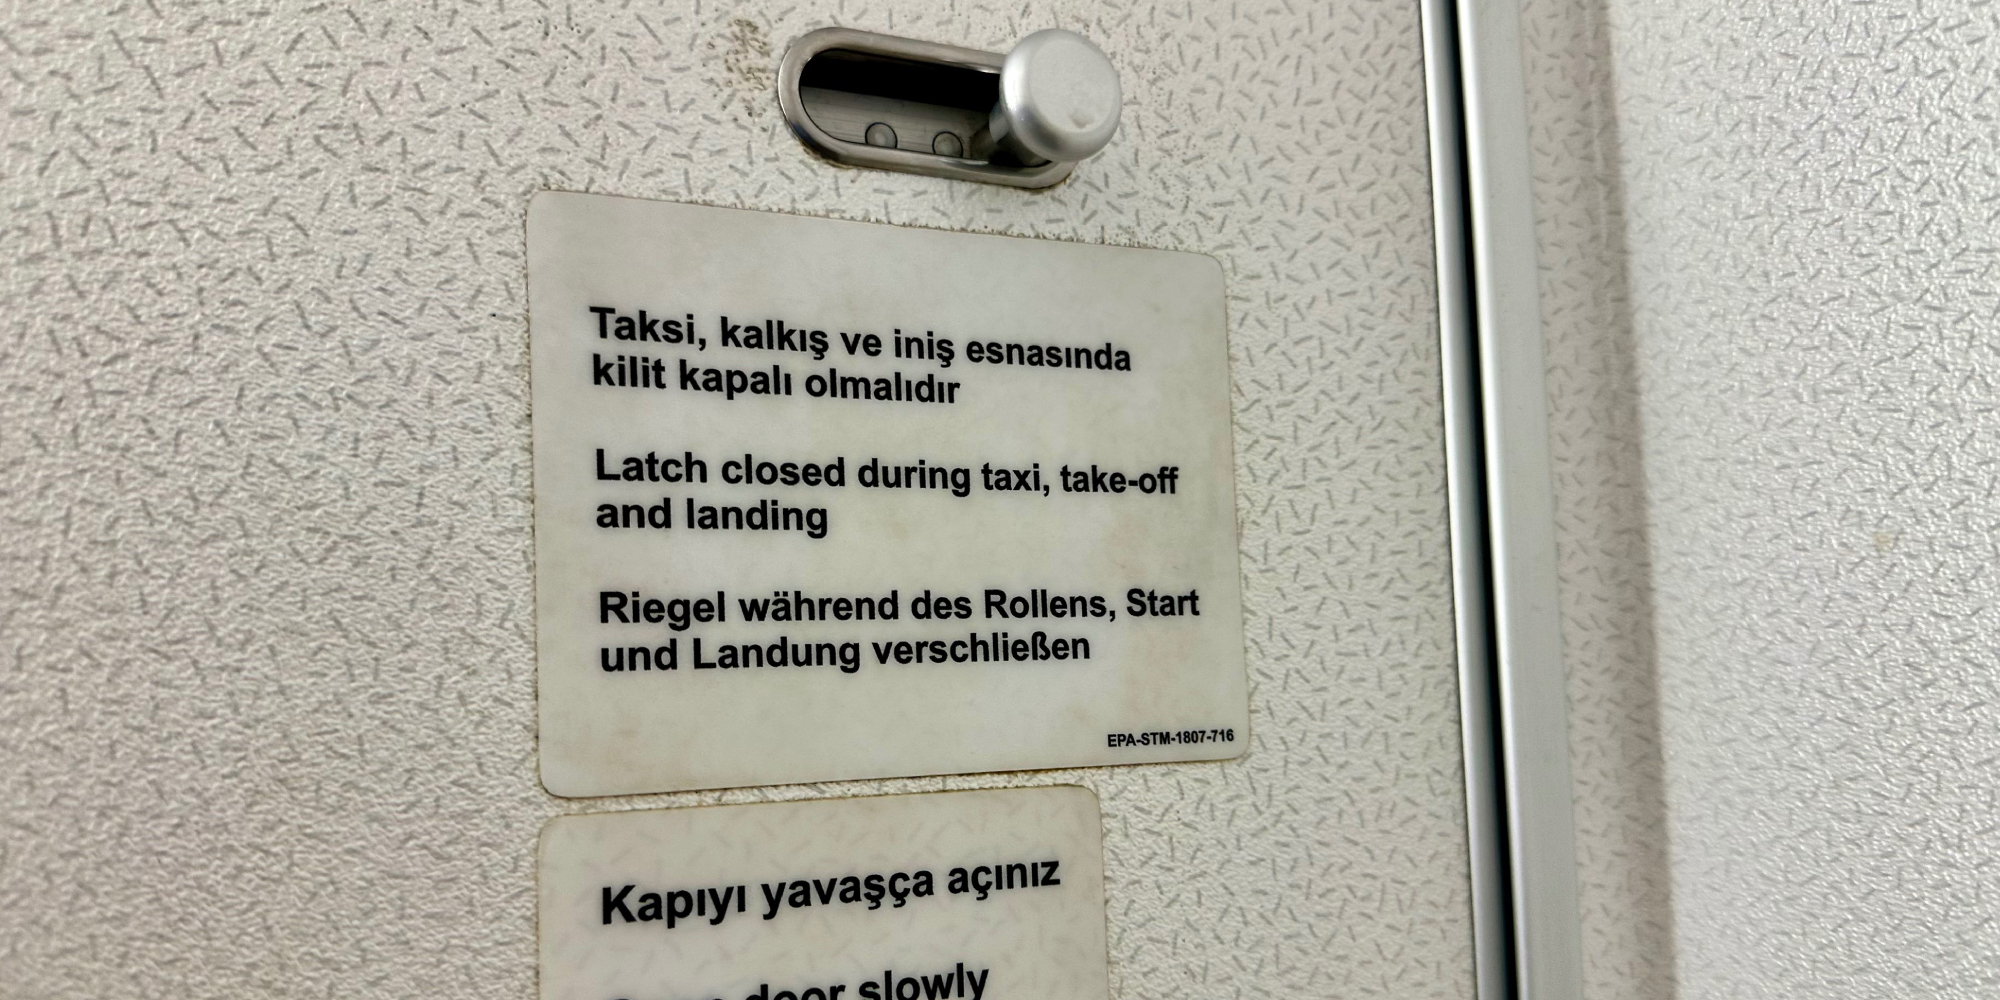 Taksi, kalkış ve iniş esnasında
kilit kapalı olmalıdır
Latch closed during taxi, take-off
and landing
Riegel während des Rollens, Start
und Landung verschließen
EPA-STM-1807-716
Kapıyı yavaşça açınız
door slowly